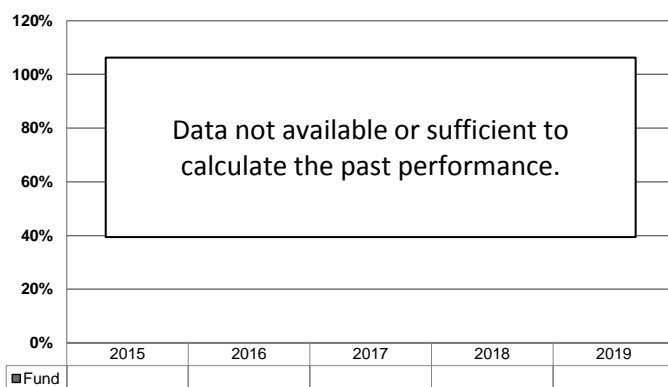 120%
100%
80%
60%
40%
20%
0%
Data not available or sufficient to
calculate the past performance.
2015 2016 2017 2018 2019
Fund